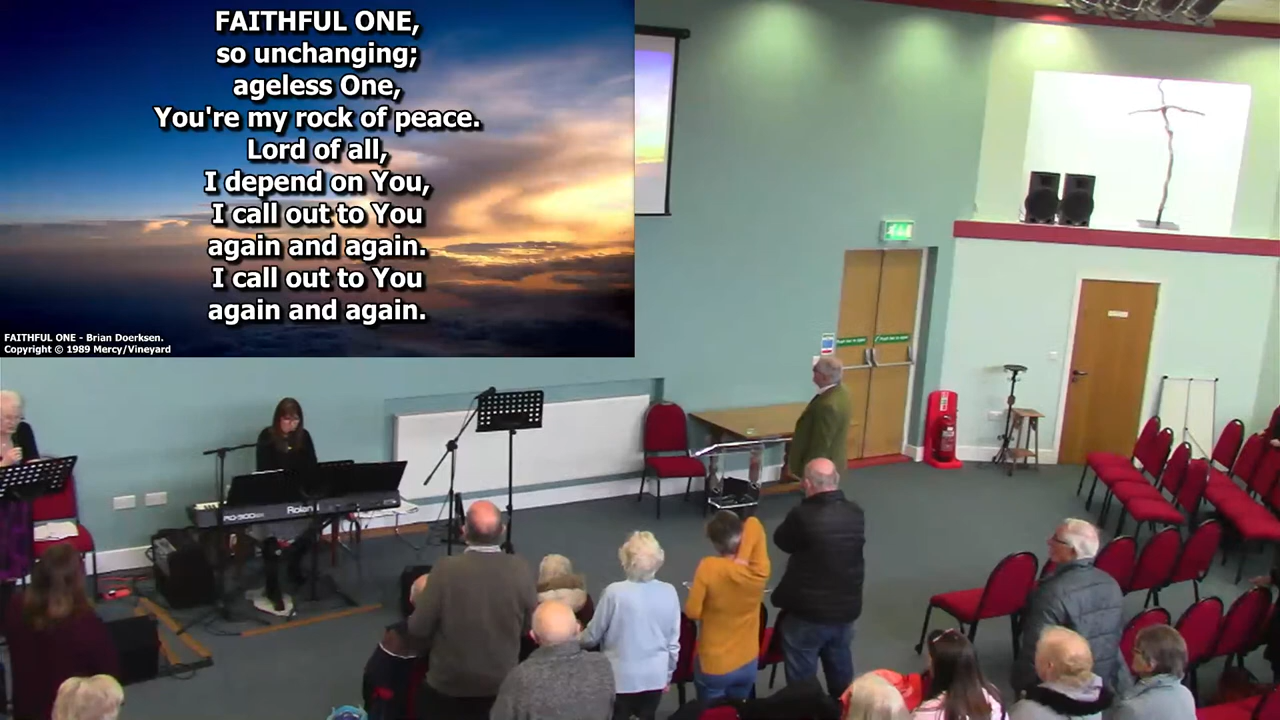 FAITHFUL ONE,
so unchanging;
ageless One,
You're my rock of peace.
Lord of all,
I depend on You,
I call out to You
again and again.
I call out to You
again and again.
FAITHFUL ONE - Brian Doerksen.
Copyright © 1989 Mercy/Vineyard
Roland